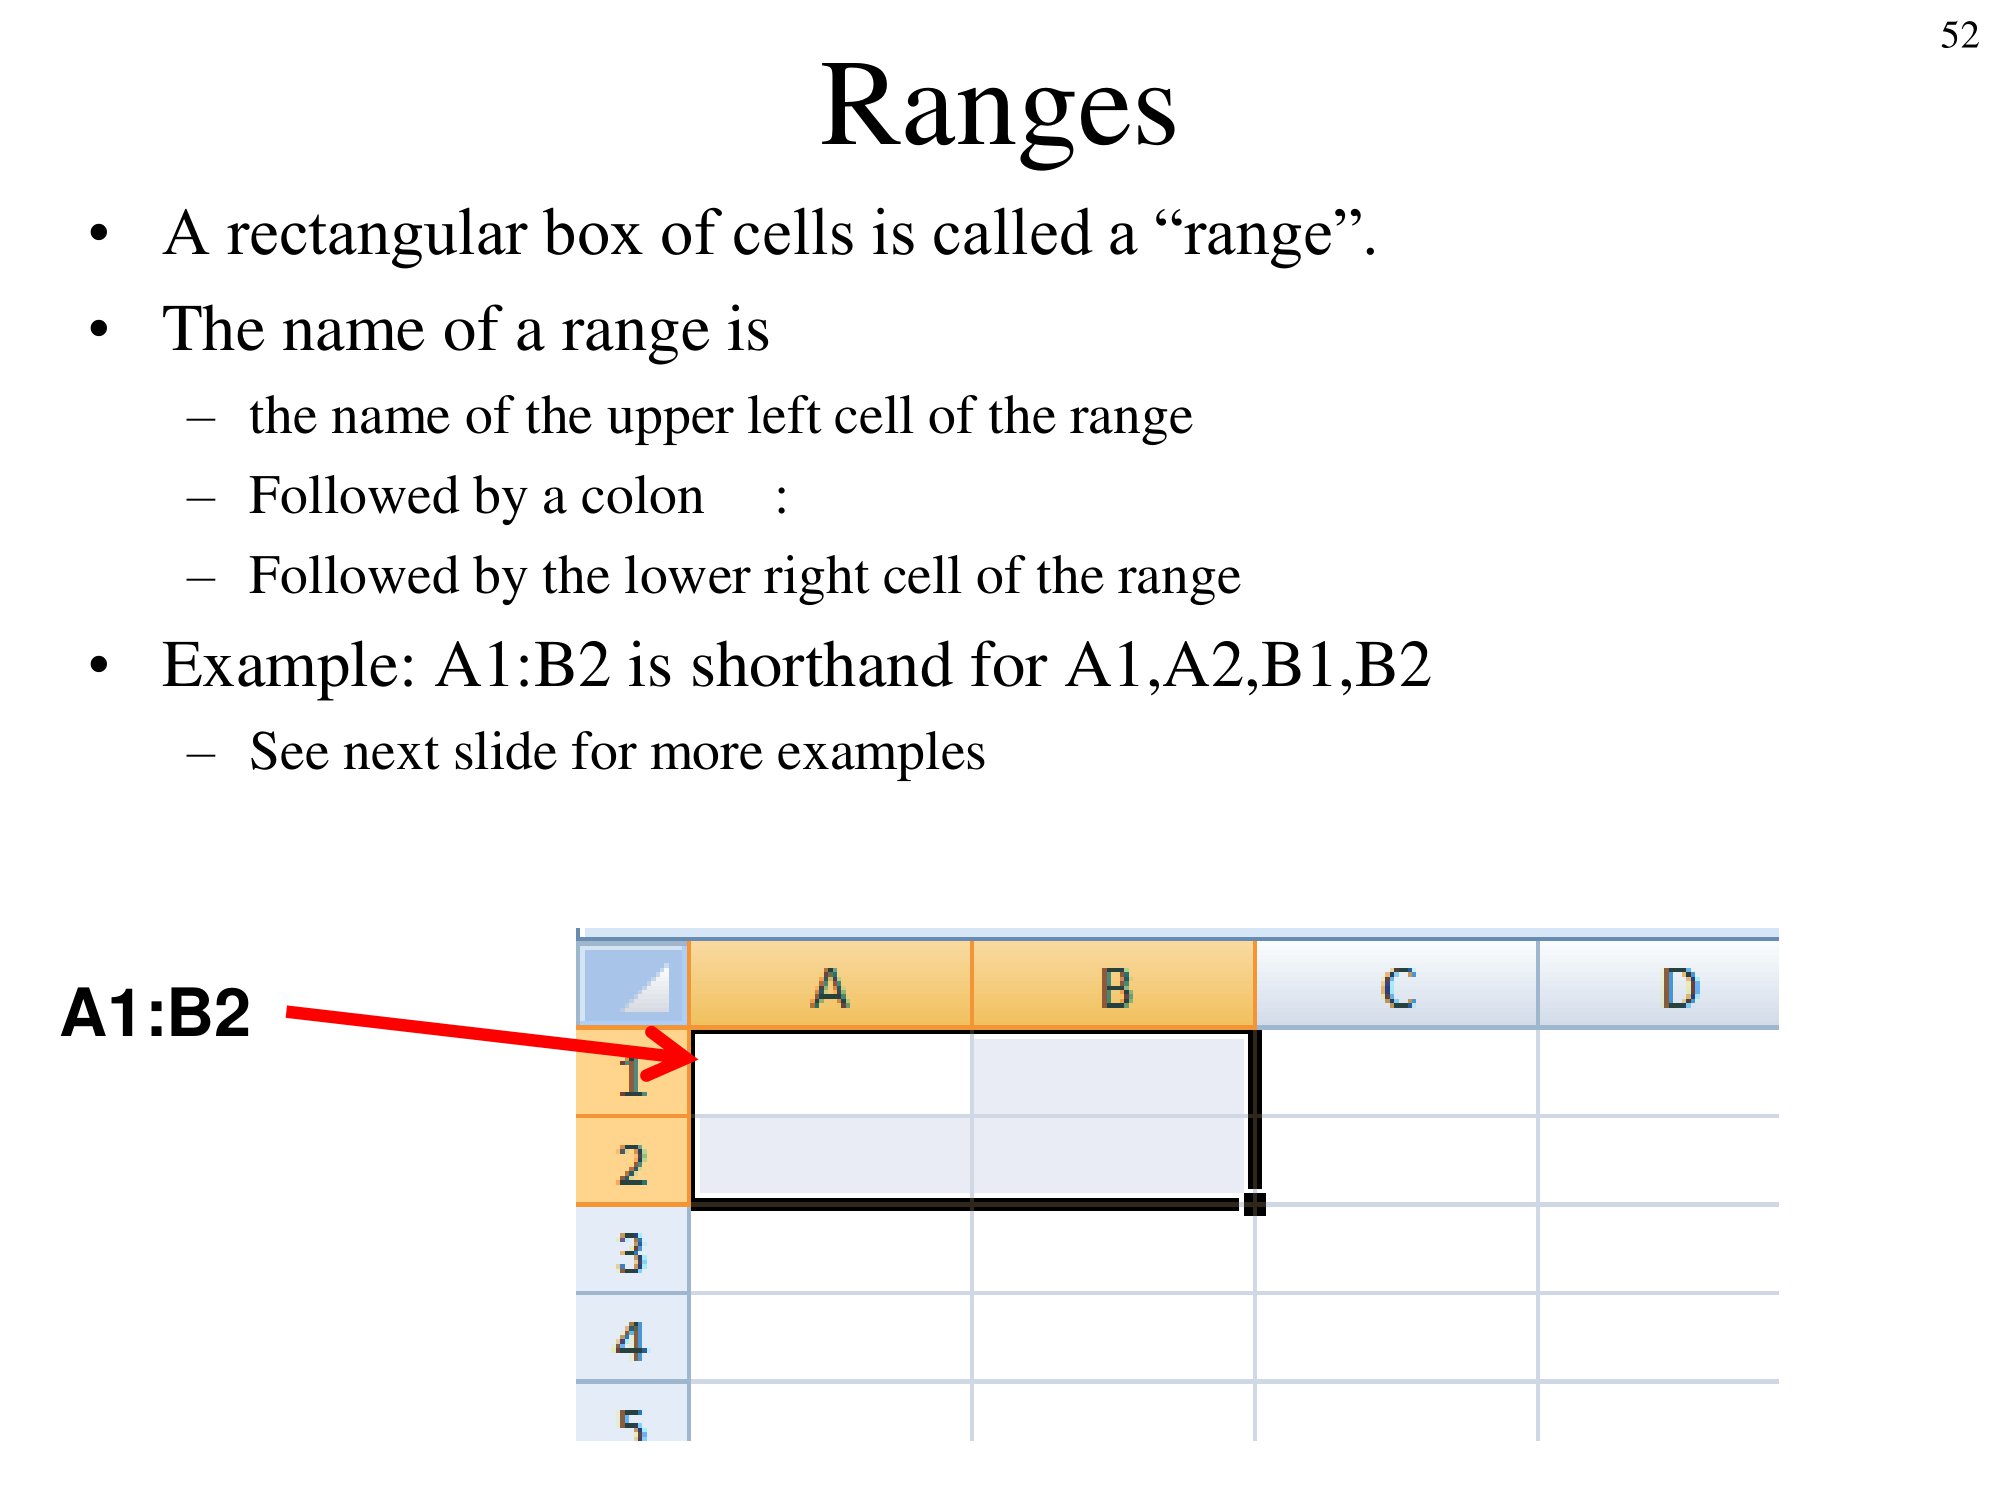 52
Ranges
• A rectangular box of cells is called a “range”.
• The name of a range is
– the name of the upper left cell of the range
– Followed by a colon :
– Followed by the lower right cell of the range
• Example: A1:B2 is shorthand for A1,A2,B1,B2
– See next slide for more examples
A B C D
A1:B2
1
2
3
4
5